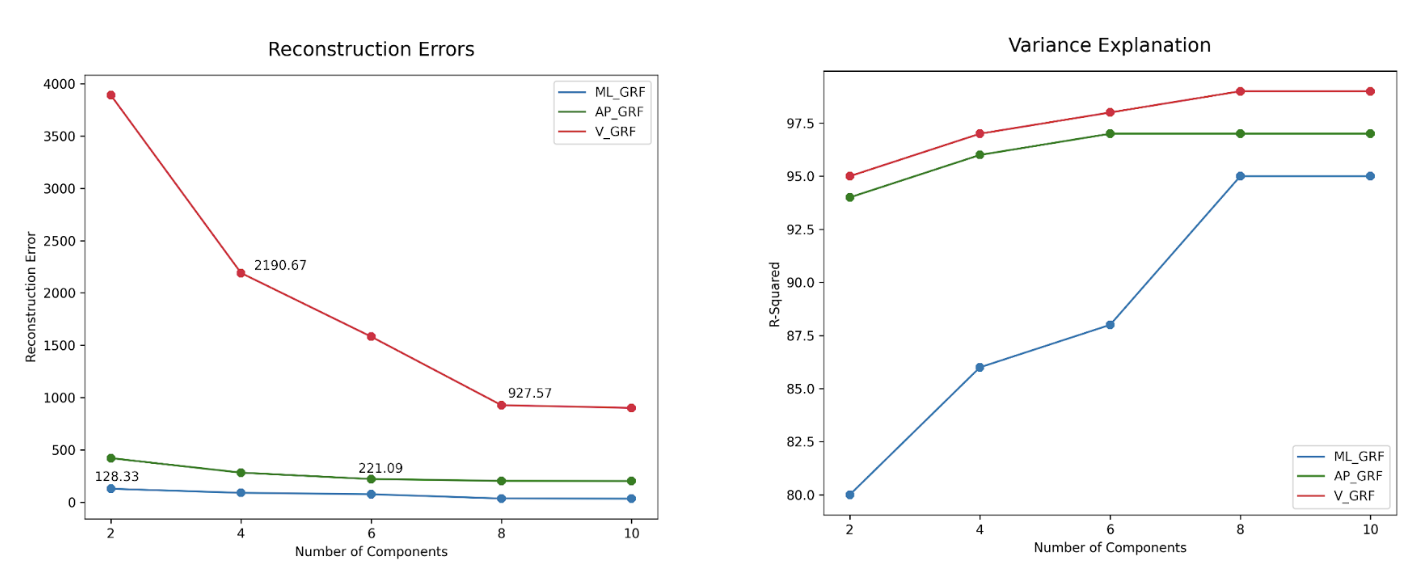 Reconstruction Errors
4000
3500
3000
2500
2000
1500
1000
500
0
Reconstruction Error
2
4
6
8
10
Number of Components
ML_GRF
AP_GRF
V_GRF
2190.67
927.57
221.09
128.33
Variance Explanation
97.5
95.0
92.5
90.0
87.5
85.0
82.5
80.0
R-Squared
2
4
6
8
10
Number of Components
ML_GRF
AP_GRF
V_GRF